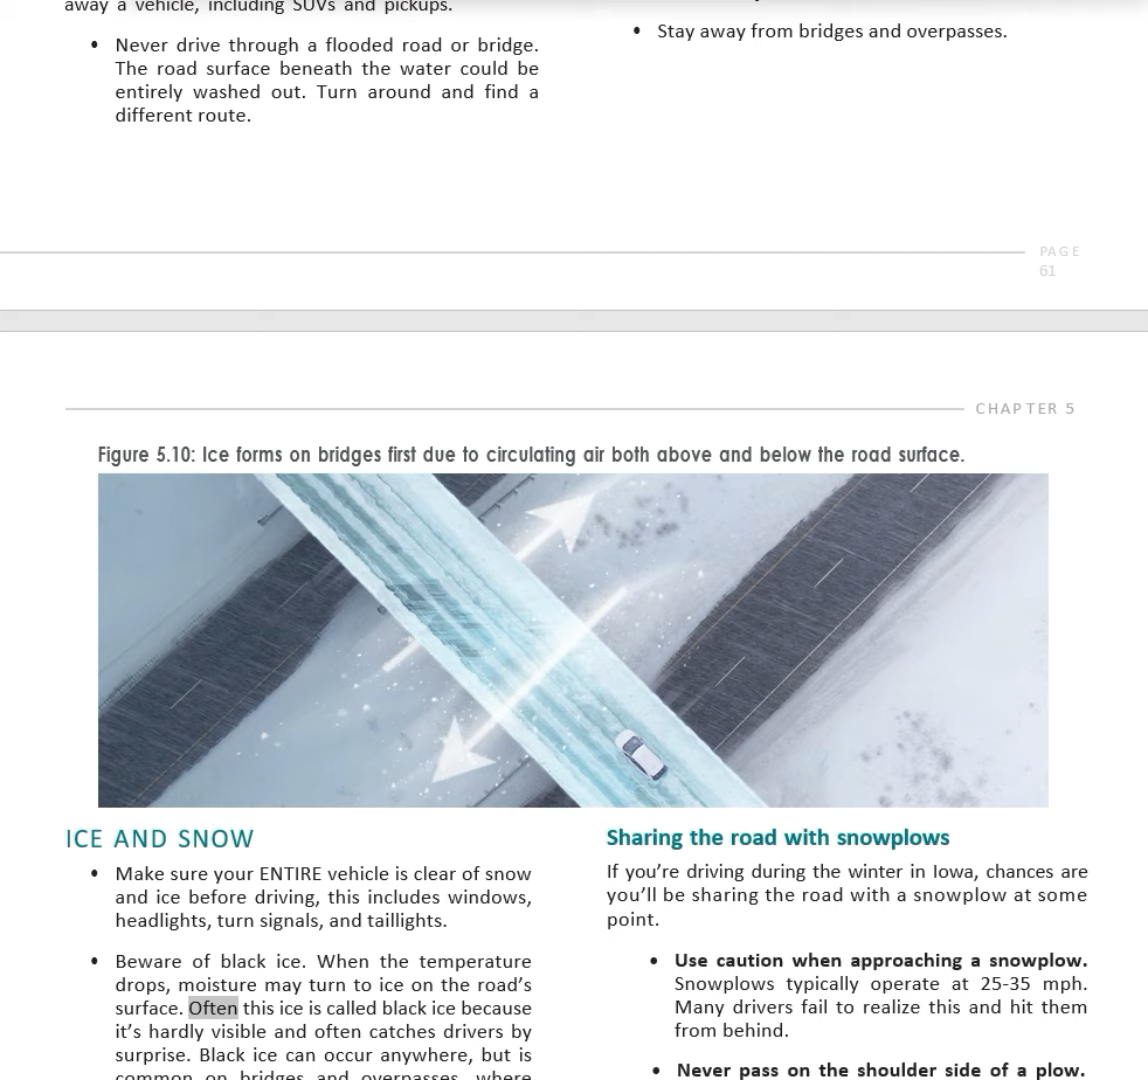 away a vehicle, including SUVs and pickups.
• Never drive through a flooded road or bridge.
The road surface beneath the water could be
entirely washed out. Turn around and find a
different route.
• Stay away from bridges and overpasses.
PAGE
61
CHAPTER 5
Figure 5.10: Ice forms on bridges first due to circulating air both above and below the road surface.
ICE AND SNOW
• Make sure your ENTIRE vehicle is clear of snow
and ice before driving, this includes windows,
headlights, turn signals, and taillights.
• Beware of black ice. When the temperature
drops, moisture may turn to ice on the road’s
surface. Often this ice is called black ice because
it’s hardly visible and often catches drivers by
surprise. Black ice can occur anywhere, but is
common on bridges and overpasses, where
Sharing the road with snowplows
If you’re driving during the winter in Iowa, chances are
you’ll be sharing the road with a snowplow at some
point.
• Use caution when approaching a snowplow.
Snowplows typically operate at 25-35 mph.
Many drivers fail to realize this and hit them
from behind.
• Never pass on the shoulder side of a plow.